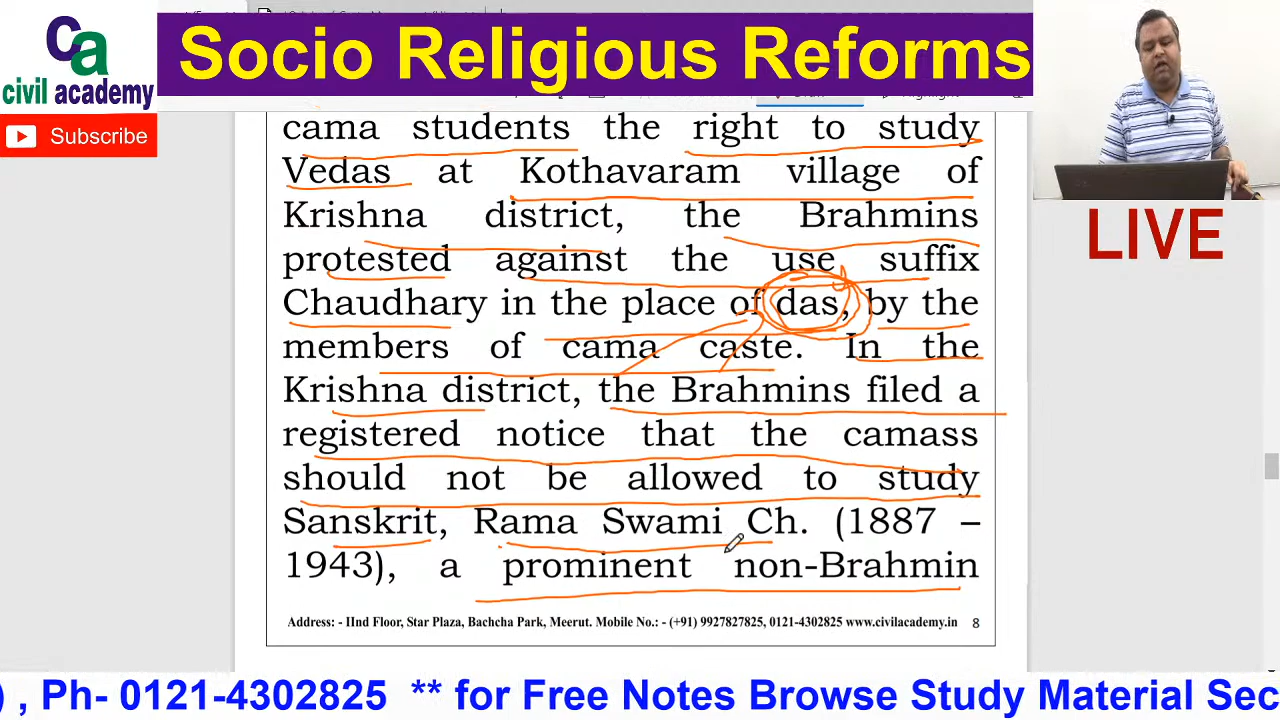 ca
civil academy
Subscribe
Socio Religious Reforms
cama students the right to study
Vedas at Kothavaram village of
Krishna district, the Brahmins
protested against the use suffix
Chaudhary in the place of das, by the
members of cama caste. In the
Krishna district, the Brahmins filed a
registered notice that the camass
should not be allowed to study
Sanskrit, Rama Swami Ch. (1887 –
1943), a prominent non-Brahmin
Address: - IInd Floor, Star Plaza, Bachcha Park, Meerut. Mobile No.: - (+91) 9927827825, 0121-4302825 www.civilacademy.in 8
LIVE
) , Ph- 0121-4302825 ** for Free Notes Browse Study Material Sec